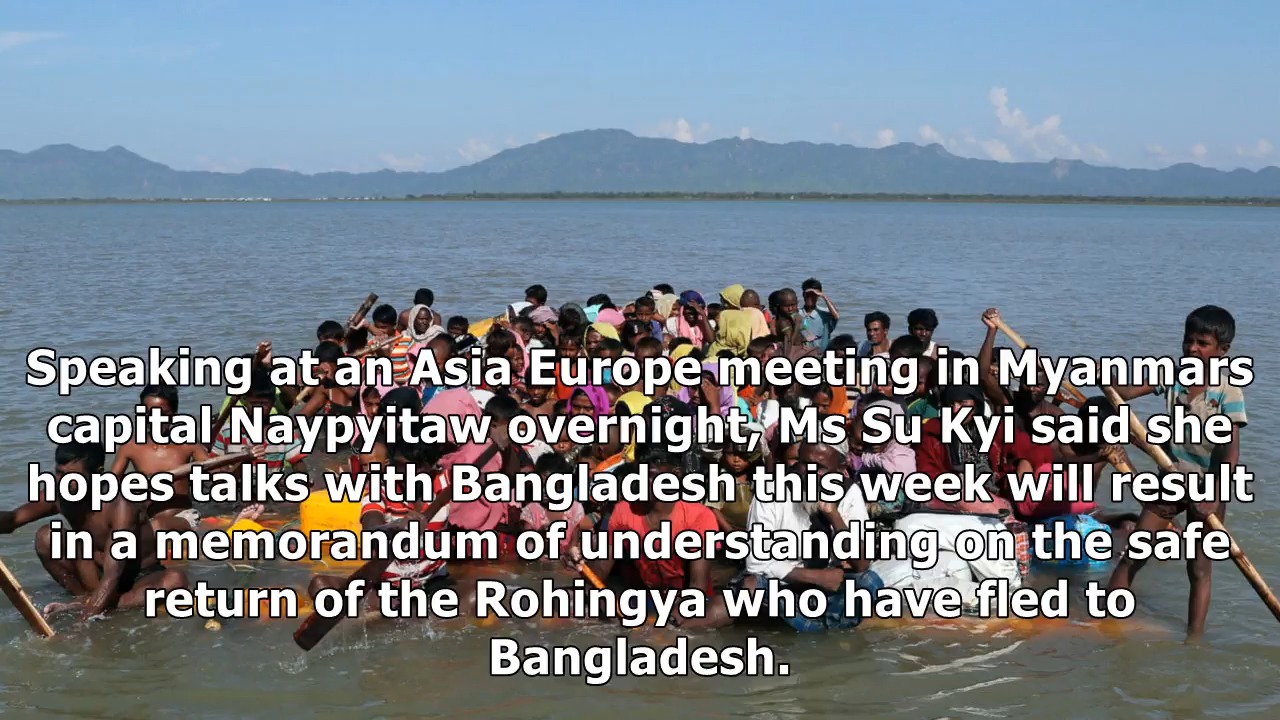 Speaking at an Asia Europe meeting in Myanmars
capital Naypyitaw overnight, Ms Su Kyi said she
hopes talks with Bangladesh this week will result
in a memorandum of understanding on the safe
return of the Rohingya who have fled to
Bangladesh.